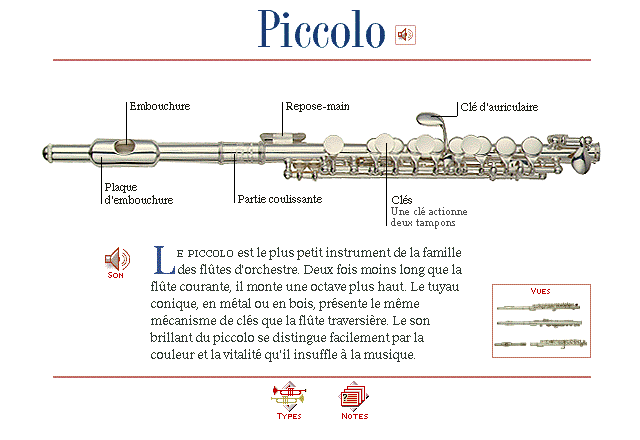 Piccolo
Embouchure
Repose-main
Clé d'auriculaire
Plaque
d'embouchure
Partie coulissante
Clés
Une clé actionne
deux tampons
SON
LE PICCOLO est le plus petit instrument de la famille
des flûtes d'orchestre. Deux fois moins long que la
flûte courante, il monte une octave plus haut. Le tuyau
conique, en métal ou en bois, présente le même
mécanisme de clés que la flûte traversière. Le son
brillant du piccolo se distingue facilement par la
couleur et la vitalité qu'il insuffle à la musique.
VUES
TYPES
NOTES